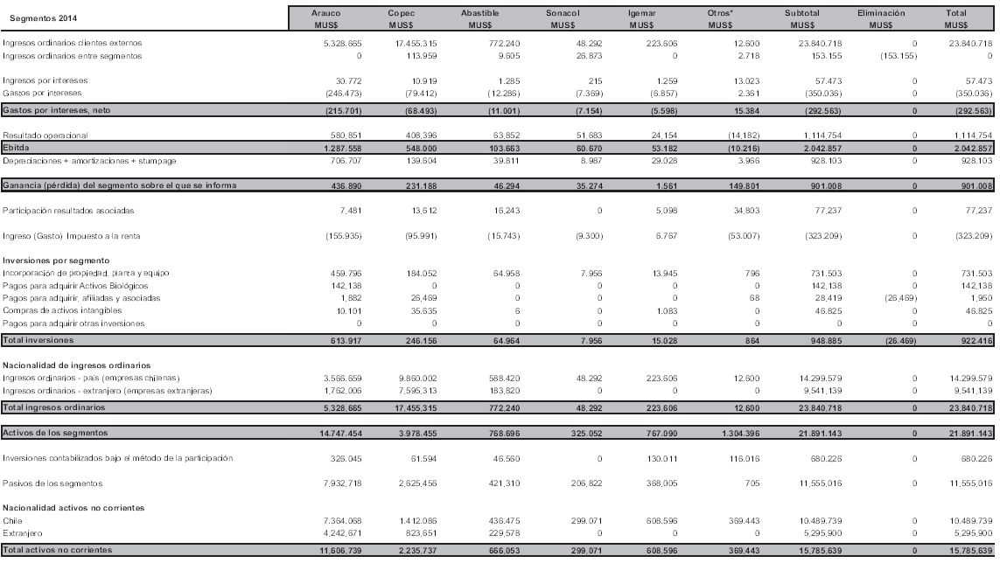 Segmentos 2014 Arauco Copec Abastible Sonacol Igemar Otros* Subtotal Eliminación Total
MUS$ MUS$ MUS$ MUS$ MUS$ MUS$ MUS$ MUS$ MUS$
Ingresos ordinarios clientes externos 5.328.665 17.455.315 772.240 48.292 223.606 12.600 23.840.718 0 23.840.718
Ingresos ordinarios entre segmentos 0 113.959 9.605 26.873 0 2.718 153.155 (153.155) 0
Ingresos por intereses 30.772 10.919 1.285 215 1.259 13.023 57.473 0 57.473
Gastos por intereses (246.473) (79.412) (12.286) (7.369) (6.857) 2.361 (350.036) 0 (350.036)
Gastos por intereses, neto (215.701) (68.493) (11.001) (7.154) (5.598) 15.384 (292.563) 0 (292.563)
Resultado operacional 580,851 408,396 63,852 51,683 24,154 (14,182) 1,114,754 0 1,114,754
Ebitda 1.287.558 548.000 103.663 60.670 53.182 (10.216) 2.042.857 0 2.042.857
Depreciaciones + amortizaciones + stumpage 706.707 139.604 39.811 8.987 29.028 3.966 928.103 0 928.103
Ganancia (pérdida) del segmento sobre el que se informa 436.890 231.188 46.294 35.274 1.561 149.801 901.008 0 901.008
Participación resultados asociadas 7,481 13,612 16,243 0 5,098 34,803 77,237 0 77,237
Ingreso (Gasto) Impuesto a la renta (155.935) (95.991) (15.743) (9.300) 6.767 (53.007) (323.209) 0 (323.209)
Inversiones por segmento
Incorporación de propiedad, planta y equipo 459.796 184.052 64.958 7.956 13.945 796 731.503 0 731.503
Pagos para adquirir Activos Biológicos 142,138 0 0 0 0 0 142,138 0 142,138
Pagos para adquirir, afiliadas y asociadas 1,882 26,469 0 0 0 68 28,419 (26,469) 1,950
Compras de activos intangibles 10.101 35.635 6 0 1.083 0 46.825 0 46.825
Pagos para adquirir otras inversiones 0 0 0 0 0 0 0 0 0
Total inversiones 613.917 246.156 64.964 7.956 15.028 864 948.885 (26.469) 922.416
Nacionalidad de ingresos ordinarios
Ingresos ordinarios - país (empresas chilenas) 3.566.659 9.860.002 588.420 48.292 223.606 12.600 14.299.579 0 14.299.579
Ingresos ordinarios - extranjero (empresas extranjeras) 1,762,006 7,595,313 183,820 0 0 0 9,541,139 0 9,541,139
Total ingresos ordinarios 5,328,665 17,455,315 772,240 48,292 223,606 12,600 23,840,718 0 23,840,718
Activos de los segmentos 14.747.454 3.978.455 768.696 325.052 767.090 1.304.396 21.891.143 0 21.891.143
Inversiones contabilizados bajo el método de la participación 326.045 61.594 46.560 0 130.011 116.016 680.226 0 680.226
Pasivos de los segmentos 7,932,718 2,625,456 421,310 206,822 368,005 705 11,555,016 0 11,555,016
Nacionalidad activos no corrientes
Chile 7.364.068 1.412.086 436.475 299.071 608.596 369.443 10.489.739 0 10.489.739
Extranjero 4,242,671 823,651 229,578 0 0 0 5,295,900 0 5,295,900
Total activos no corrientes 11,606,739 2,235,737 666,053 299,071 608,596 369,443 15,785,639 0 15,785,639